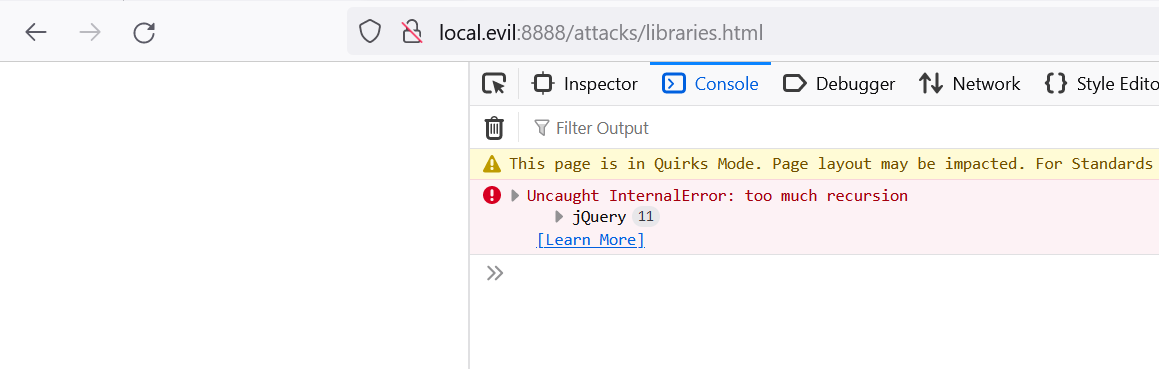 local.evil:8888/attacks/libraries.html
Inspector Console Debugger Network Style Edito
Filter Output
This page is in Quirks Mode. Page layout may be impacted. For Standards
Uncaught InternalError: too much recursion
jQuery 11
[Learn More]